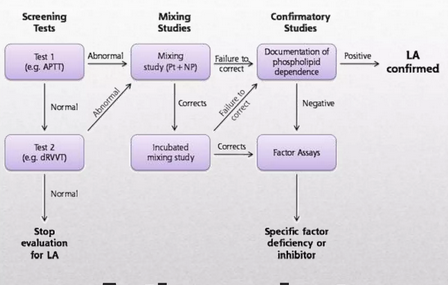 Screening
Tests
Mixing
Studies
Confirmatory
Studies
Test 1
(e.g. APTT)
Abnormal
Mixing
study (Pt + NP)
Failure to
correct
Documentation of
phospholipid
dependence
Positive
LA
confirmed
Normal
Abnormal
Corrects
Failure to
correct
Negative
Test 2
(e.g. dRVVT)
Incubated
mixing study
Corrects
Factor Assays
Normal
Stop
evaluation
for LA
Specific factor
deficiency or
inhibitor